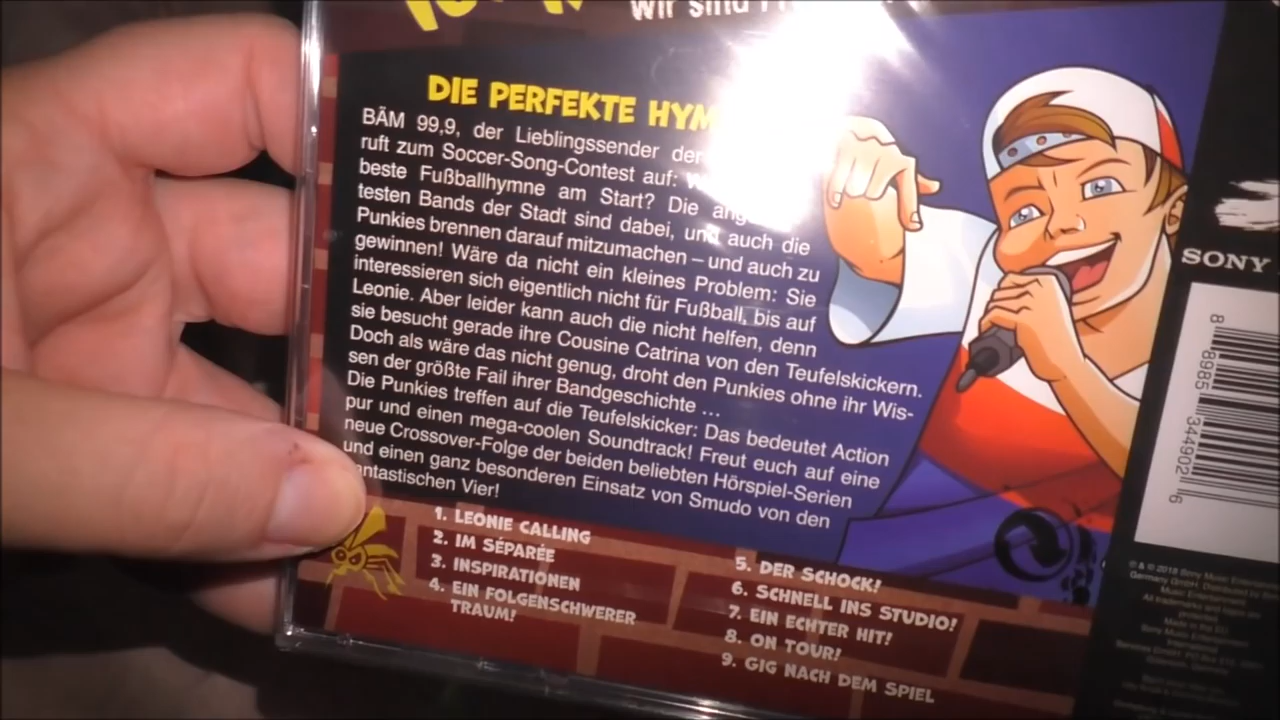 wir sind
DIE PERFEKTE
BÄM 99,9, der Lieblingssender der
ruft zum Soccer-Song-Contest auf:
beste Fußballhymne am Start? Die
testen Bands der Stadt sind dabei, und auch die
Punkies brennen darauf mitzumachen – und auch zu
gewinnen! Wäre da nicht ein kleines Problem: Sie
interessieren sich eigentlich nicht für Fußball, bis auf
Leonie. Aber leider kann auch die nicht helfen, denn
sie besucht gerade ihre Cousine Catrina von den Teufelskickern.
Doch als wäre das nicht genug, droht den Punkies ohne ihr Wis-
sen der größte Fail ihrer Bandgeschichte ...
Die Punkies treffen auf die Teufelskicker: Das bedeutet Action
pur und einen mega-coolen Soundtrack! Freut euch auf eine
neue Crossover-Folge der beiden beliebten Hörspiel-Serien
und einen ganz besonderen Einsatz von Smudo von den
antastischen Vier!
1. LEONIE CALLING
2. IM SÉPARÉE
3. INSPIRATIONEN
4. EIN FOLGENSCHWERER
TRAUM!
5. DER SCHOCK!
6. SCHNELL INS STUDIO!
7. EIN ECHTER HIT!
8. ON TOUR!
9. GIG NACH DEM SPIEL
SONY
8 89853 44902 6